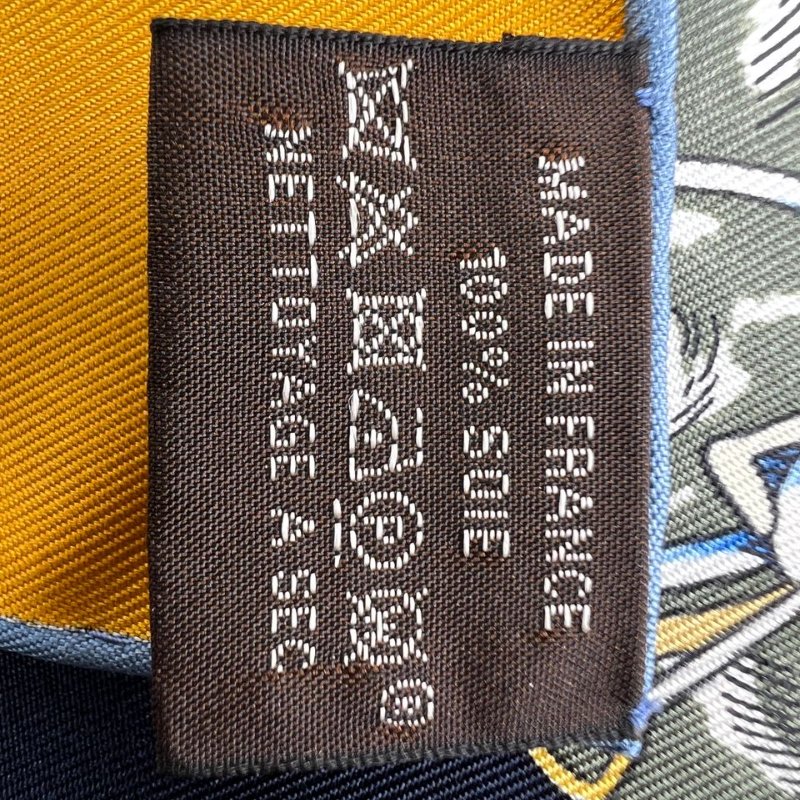 MADE IN FRANCE
100% SOIE
P W
®
NETTOYAGE A SEC